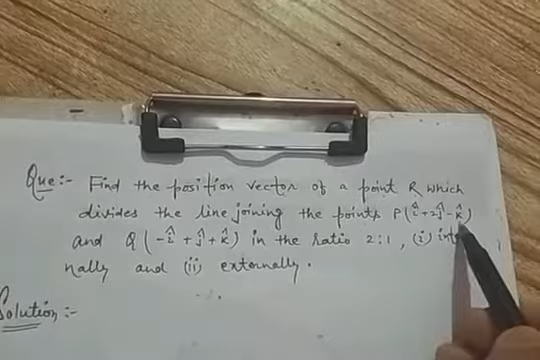 Que:- Find the position vector of a point R which
divides the line joining the points P(î+2ĵ-k̂)
and Q(-î+ĵ+k̂) in the ratio 2:1, (i)
nally and (ii) externally.
Solution:-